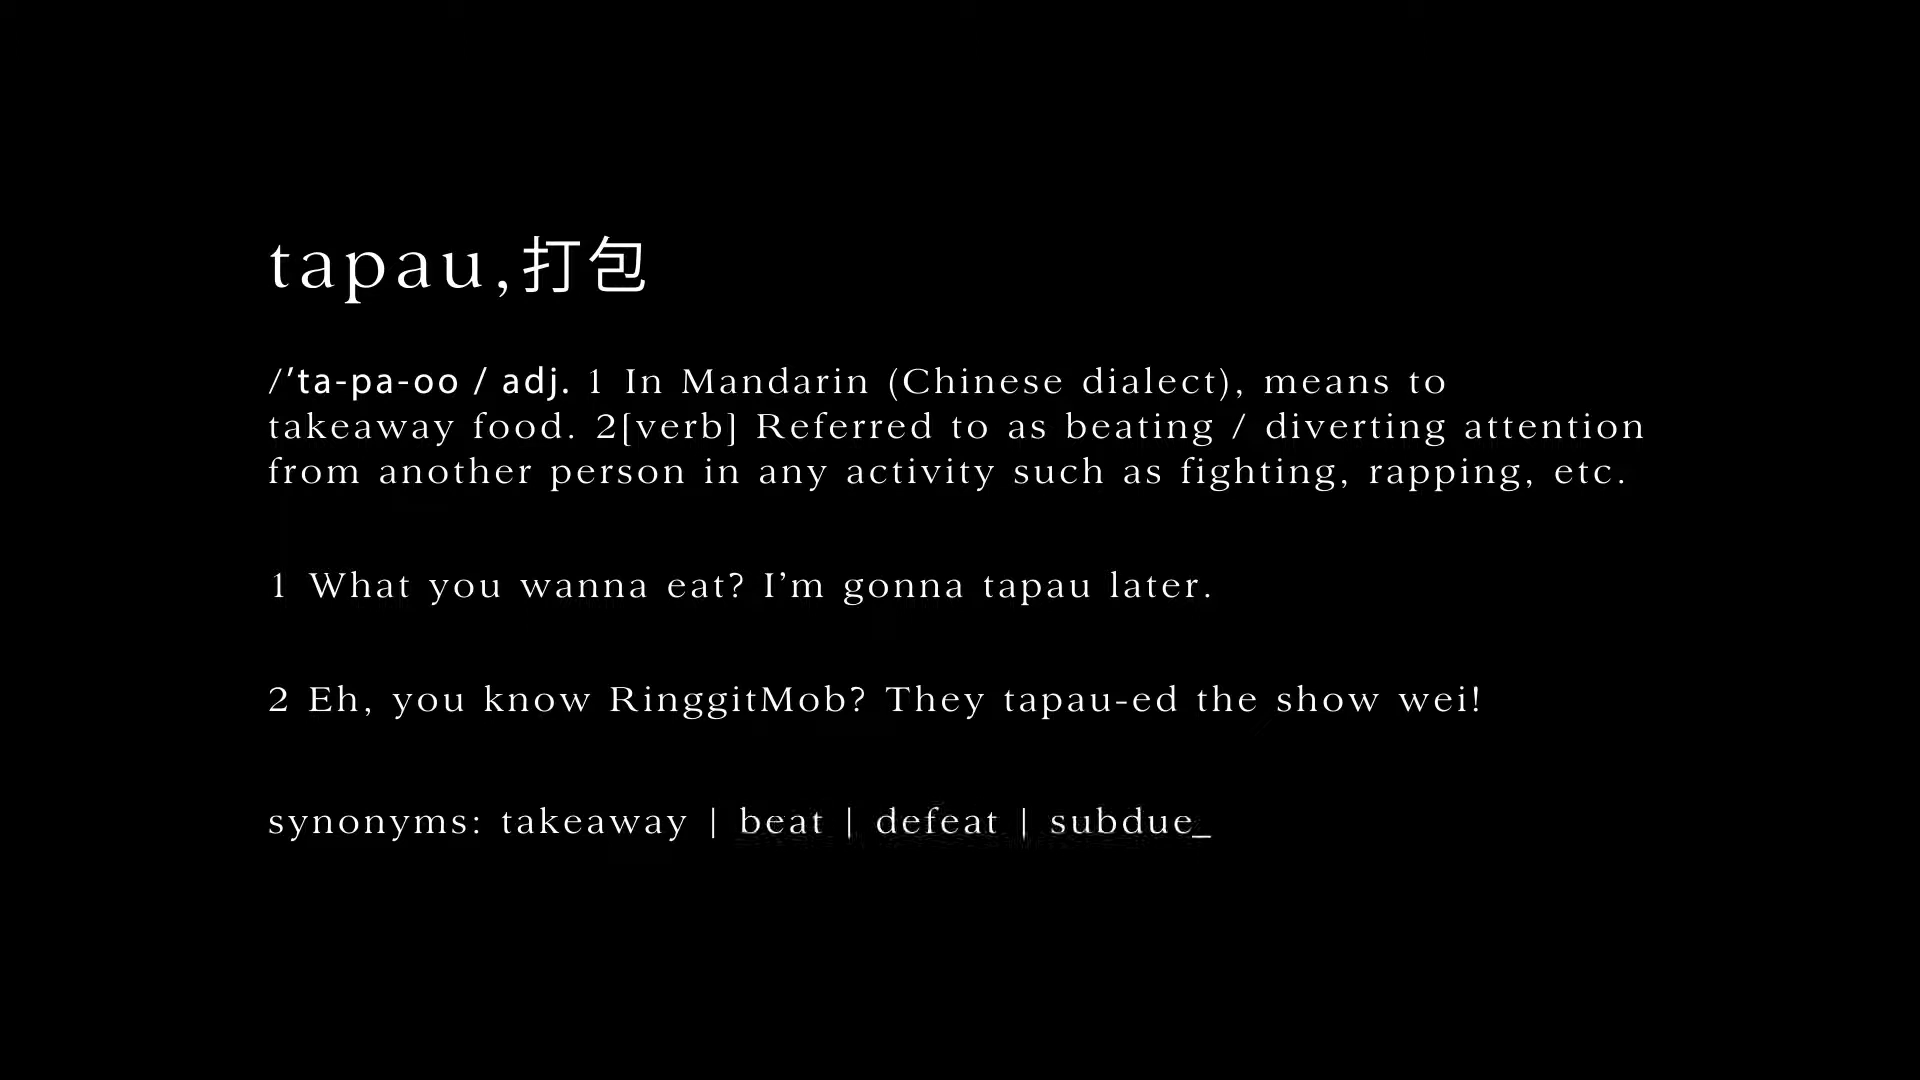 tapau,打包
/'ta-pa-oo / adj. 1 In Mandarin (Chinese dialect), means to
takeaway food. 2[verb] Referred to as beating / diverting attention
from another person in any activity such as fighting, rapping, etc.
1 What you wanna eat? I’m gonna tapau later.
2 Eh, you know RinggitMob? They tapau-ed the show wei!
synonyms: takeaway | beat | defeat | subdue_